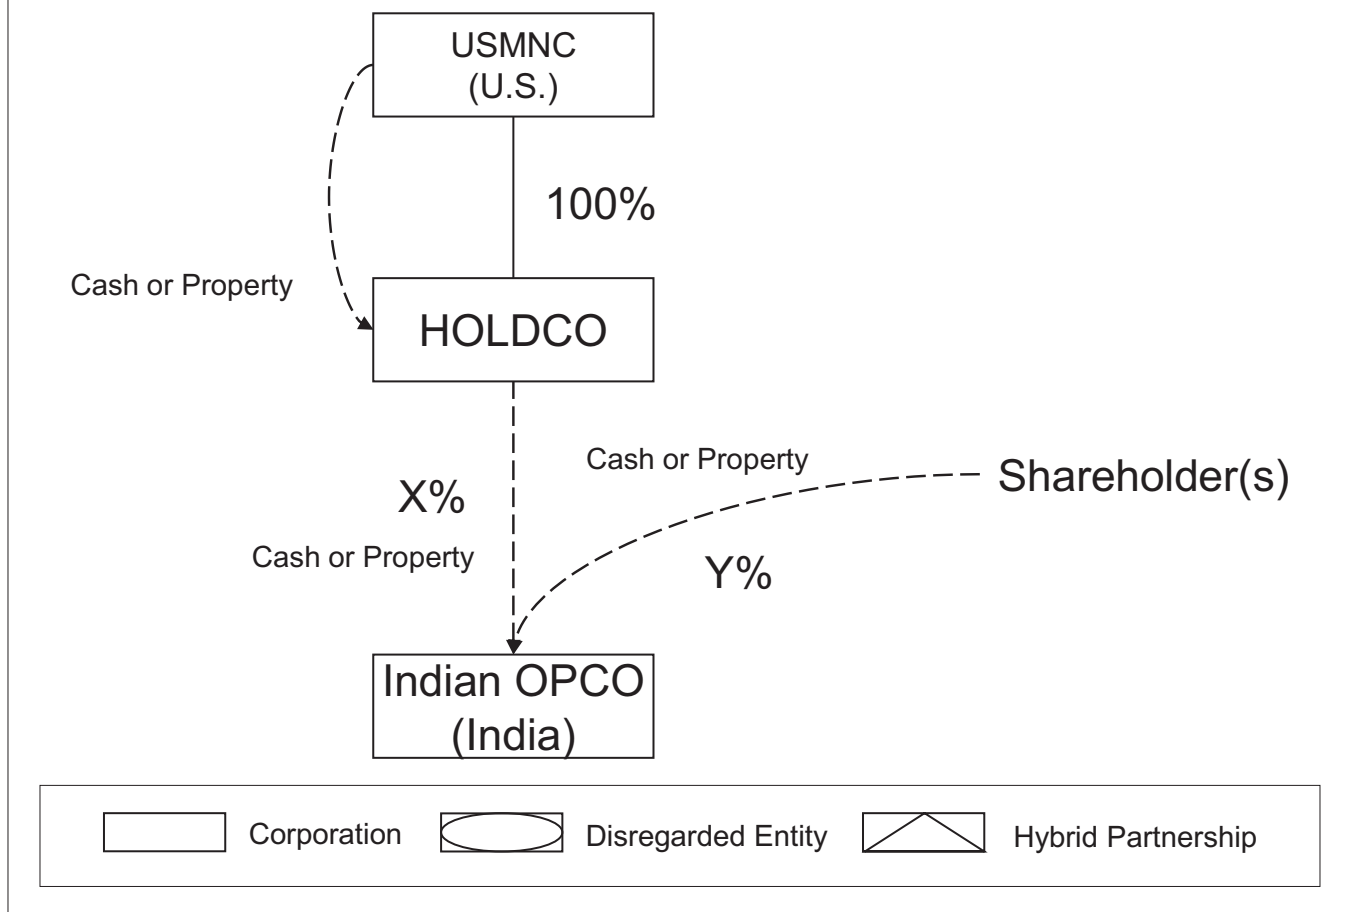 USMNC
(U.S.)
100%
Cash or Property
HOLDCO
Cash or Property
Shareholder(s)
X%
Cash or Property
Y%
Indian OPCO
(India)
Corporation
Disregarded Entity
Hybrid Partnership